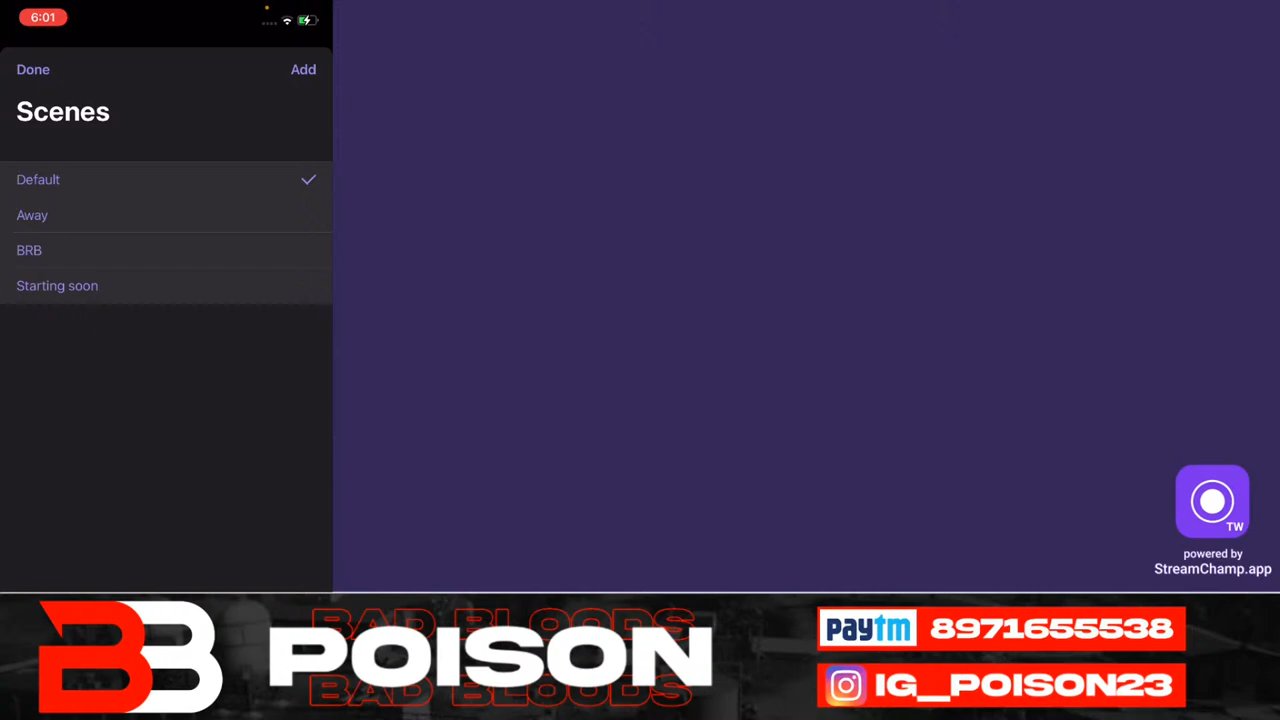 6:01
Done
Add
Scenes
Default
Away
BRB
Starting soon
TW
powered by
StreamChamp.app
BB
BAD BLOODS
POISON
BAD BLOODS
paytm 8971655538
IG__POISON23